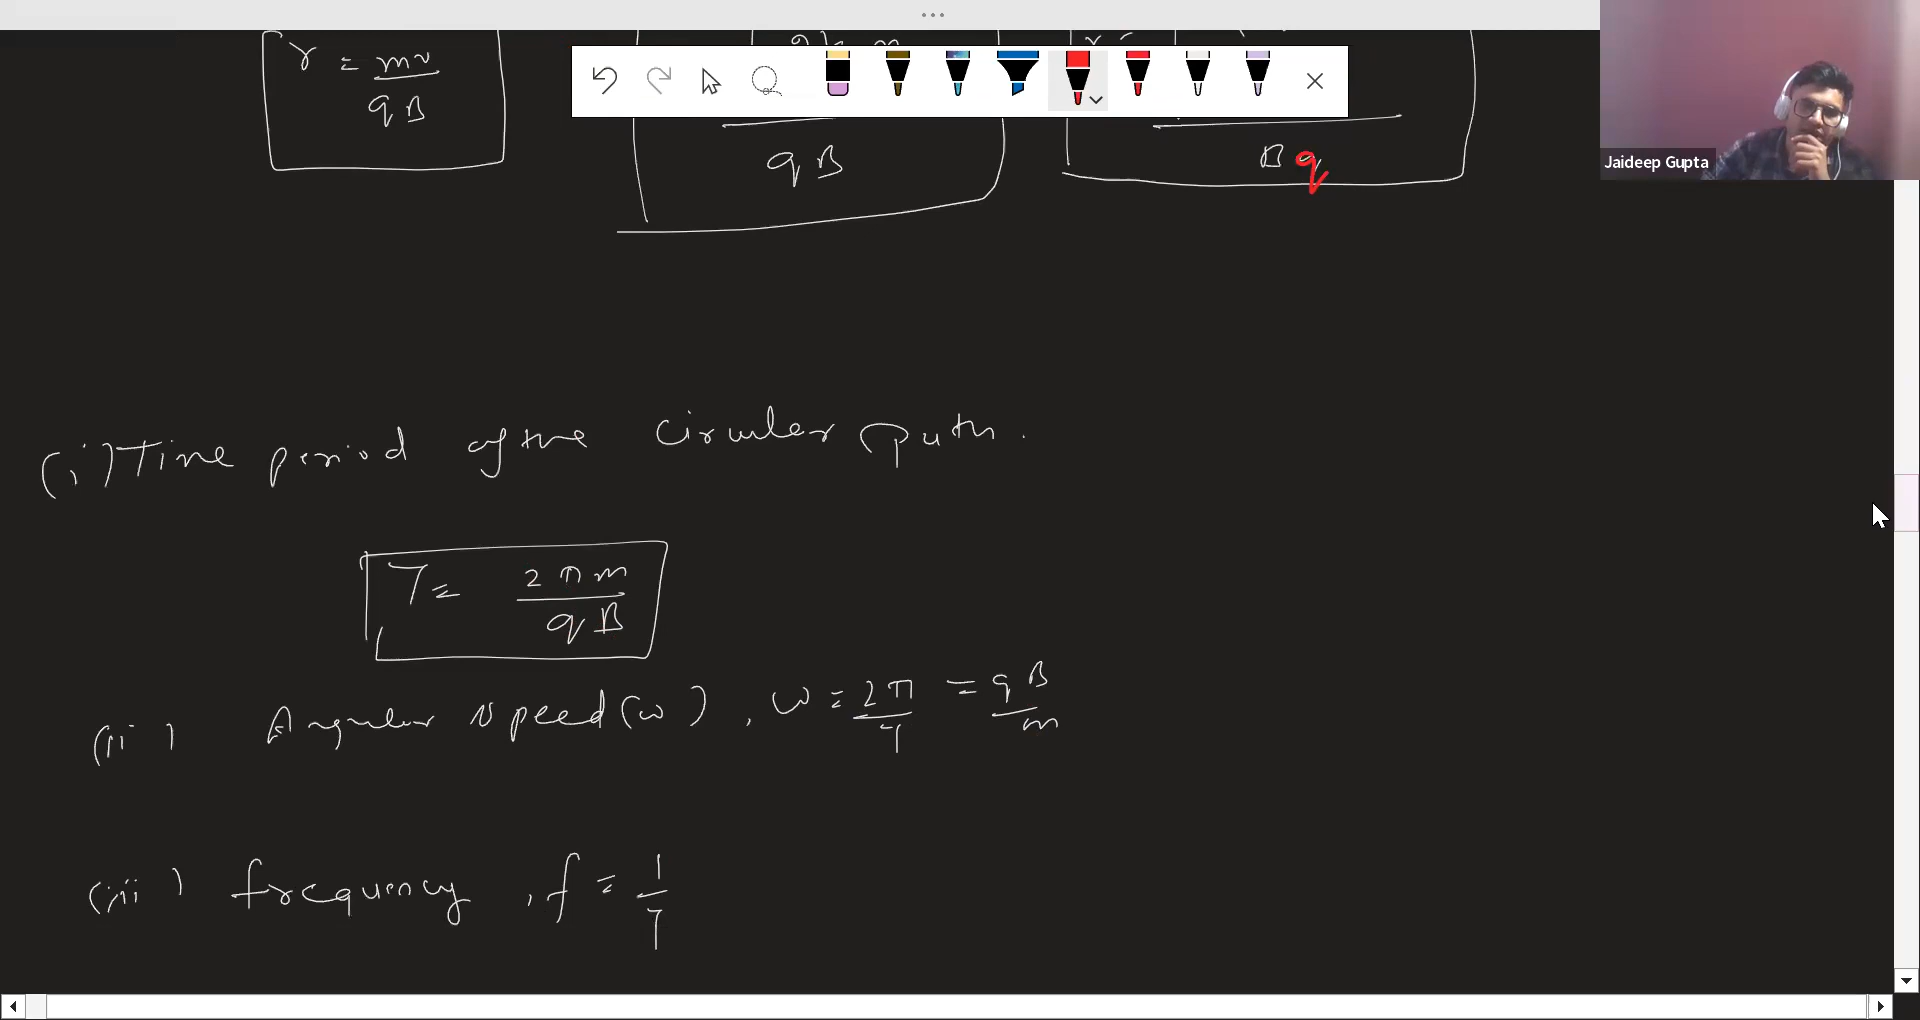 r = mv / qB
qB
B q
Jaideep Gupta
(i) Time period of the circular path.
T = 2πm / qB
(ii) Angular speed (ω), ω = 2π / T = qB / m
(iii) frequency, f = 1 / T